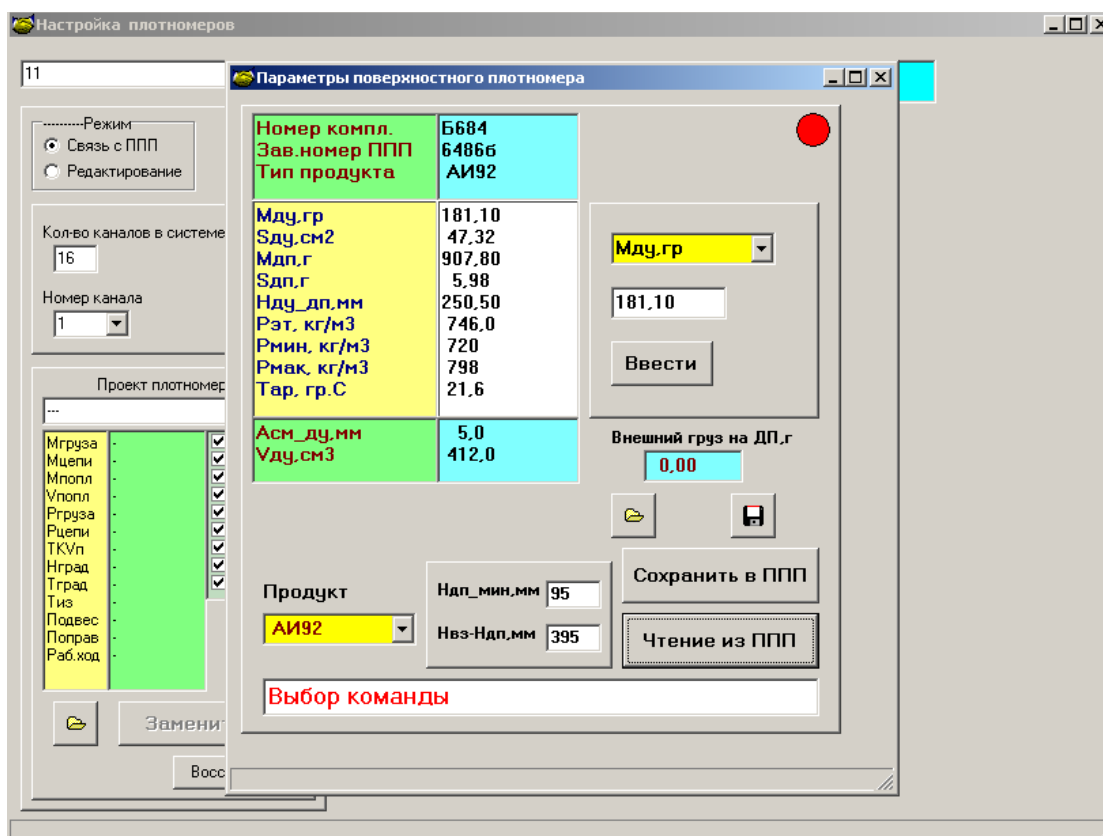 Настройка плотномеров
11
----------Режим
Связь с ППП
Редактирование
Кол-во каналов в системе
16
Номер канала
1
Проект плотномер
---
Мгруза -
Мцепи -
Мпопл -
Vпопл -
Ргруза -
Рцепи -
ТКVп -
Нград -
Тград -
Тиз -
Подвес -
Поправ -
Раб.ход -
Замени
Восс
Параметры поверхностного плотномера
Номер компл. Б684
Зав.номер ППП 6486б
Тип продукта АИ92
Мду,гр 181,10
Sду,см2 47,32
Мдп,г 907,80
Sдп,г 5,98
Нду_дп,мм 250,50
Рэт, кг/м3 746,0
Рмин, кг/м3 720
Рмак, кг/м3 798
Тар, гр.С 21,6
Асм_ду,мм 5,0
Vду,см3 412,0
Мду,гр
181,10
Ввести
Внешний груз на ДП,г
0,00
Продукт
АИ92
Ндп_мин,мм 95
Нвз-Ндп,мм 395
Сохранить в ППП
Чтение из ППП
Выбор команды